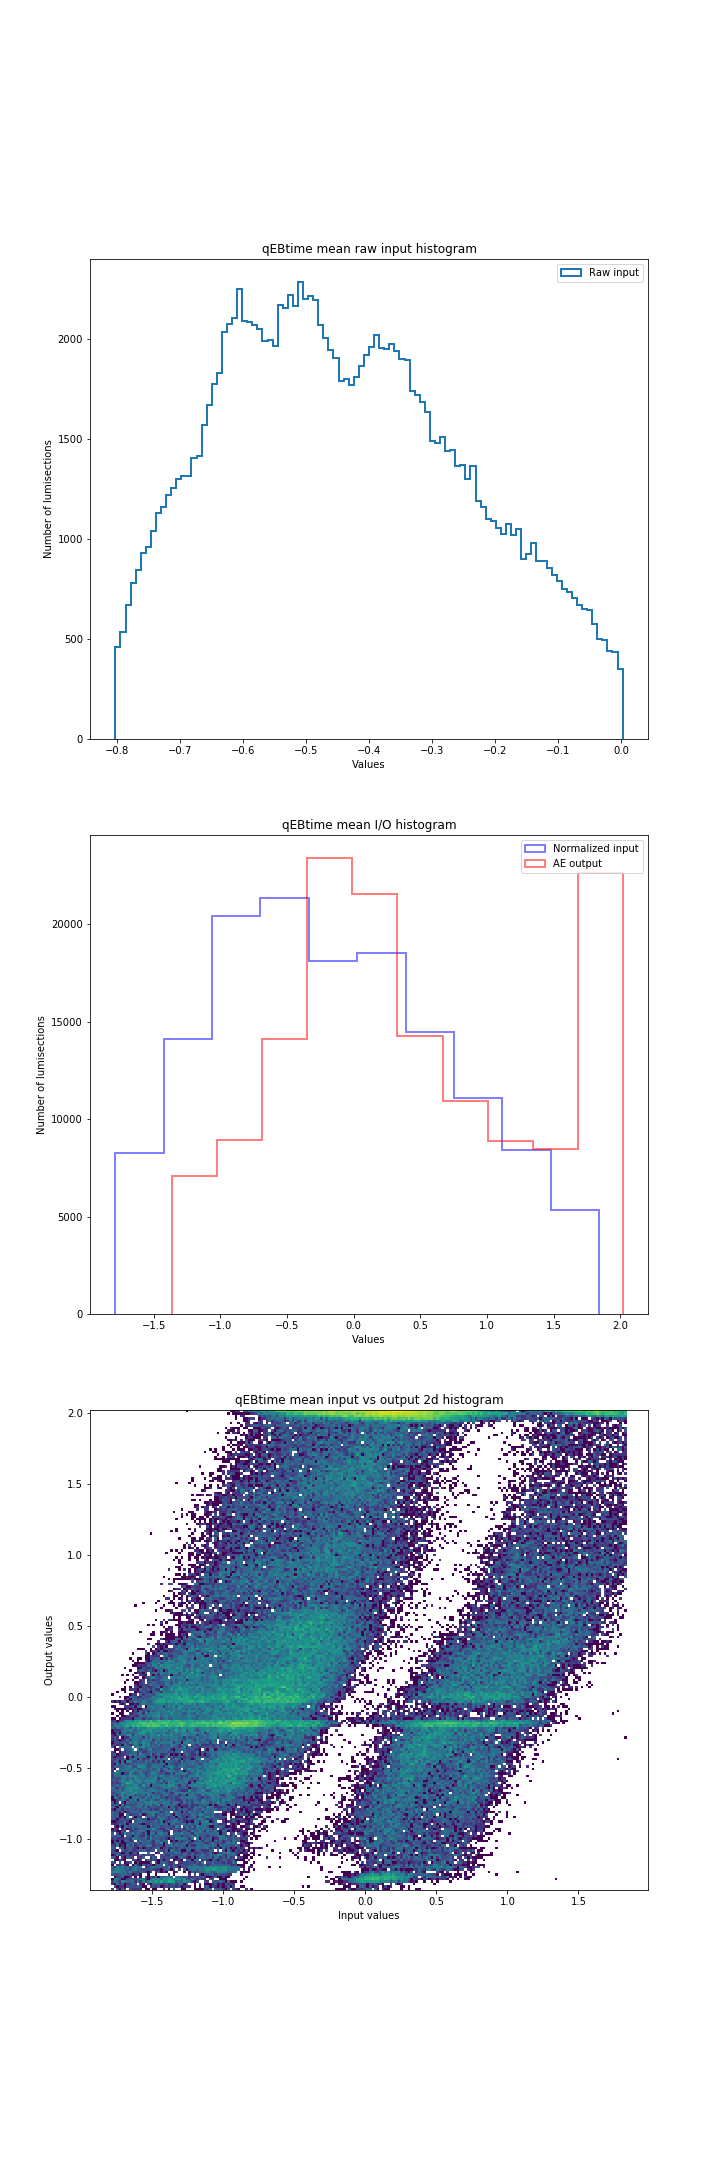 qEBtime mean raw input histogram
Raw input
Number of lumisections
2000
1500
1000
500
0
−0.8 −0.7 −0.6 −0.5 −0.4 −0.3 −0.2 −0.1 0.0
Values
qEBtime mean I/O histogram
Normalized input
AE output
Number of lumisections
20000
15000
10000
5000
0
−1.5 −1.0 −0.5 0.0 0.5 1.0 1.5 2.0
Values
qEBtime mean input vs output 2d histogram
Output values
2.0
1.5
1.0
0.5
0.0
−0.5
−1.0
−1.5 −1.0 −0.5 0.0 0.5 1.0 1.5
Input values